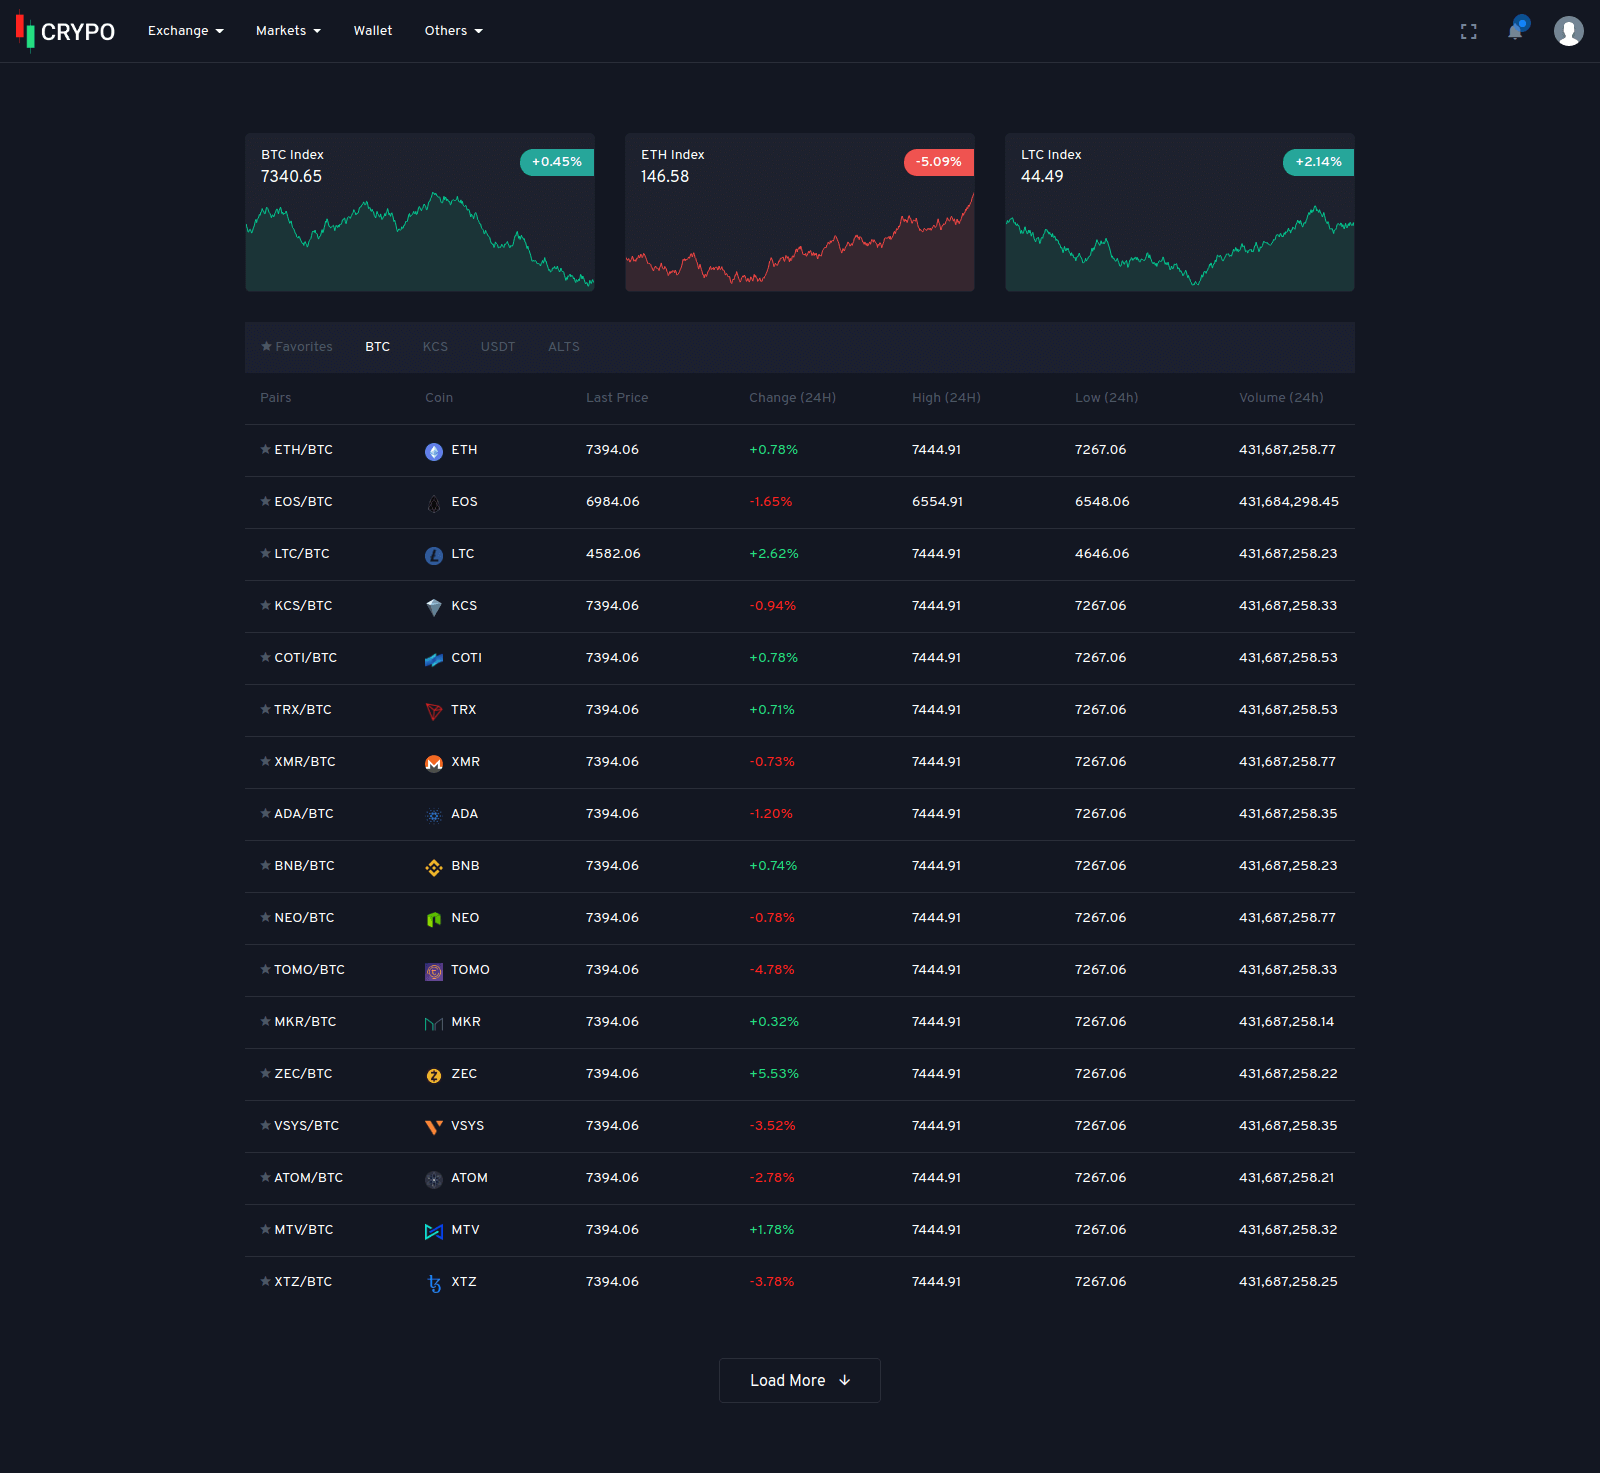 CRYPO Exchange Markets Wallet Others
BTC Index
7340.65
+0.45%
ETH Index
146.58
-5.09%
LTC Index
44.49
+2.14%
Favorites BTC KCS USDT ALTS
Pairs Coin Last Price Change (24H) High (24H) Low (24h) Volume (24h)
ETH/BTC ETH 7394.06 +0.78% 7444.91 7267.06 431,687,258.77
EOS/BTC EOS 6984.06 -1.65% 6554.91 6548.06 431,684,298.45
LTC/BTC LTC 4582.06 +2.62% 7444.91 4646.06 431,687,258.23
KCS/BTC KCS 7394.06 -0.94% 7444.91 7267.06 431,687,258.33
COTI/BTC COTI 7394.06 +0.78% 7444.91 7267.06 431,687,258.53
TRX/BTC TRX 7394.06 +0.71% 7444.91 7267.06 431,687,258.53
XMR/BTC XMR 7394.06 -0.73% 7444.91 7267.06 431,687,258.77
ADA/BTC ADA 7394.06 -1.20% 7444.91 7267.06 431,687,258.35
BNB/BTC BNB 7394.06 +0.74% 7444.91 7267.06 431,687,258.23
NEO/BTC NEO 7394.06 -0.78% 7444.91 7267.06 431,687,258.77
TOMO/BTC TOMO 7394.06 -4.78% 7444.91 7267.06 431,687,258.33
MKR/BTC MKR 7394.06 +0.32% 7444.91 7267.06 431,687,258.14
ZEC/BTC ZEC 7394.06 +5.53% 7444.91 7267.06 431,687,258.22
VSYS/BTC VSYS 7394.06 -3.52% 7444.91 7267.06 431,687,258.35
ATOM/BTC ATOM 7394.06 -2.78% 7444.91 7267.06 431,687,258.21
MTV/BTC MTV 7394.06 +1.78% 7444.91 7267.06 431,687,258.32
XTZ/BTC XTZ 7394.06 -3.78% 7444.91 7267.06 431,687,258.25
Load More